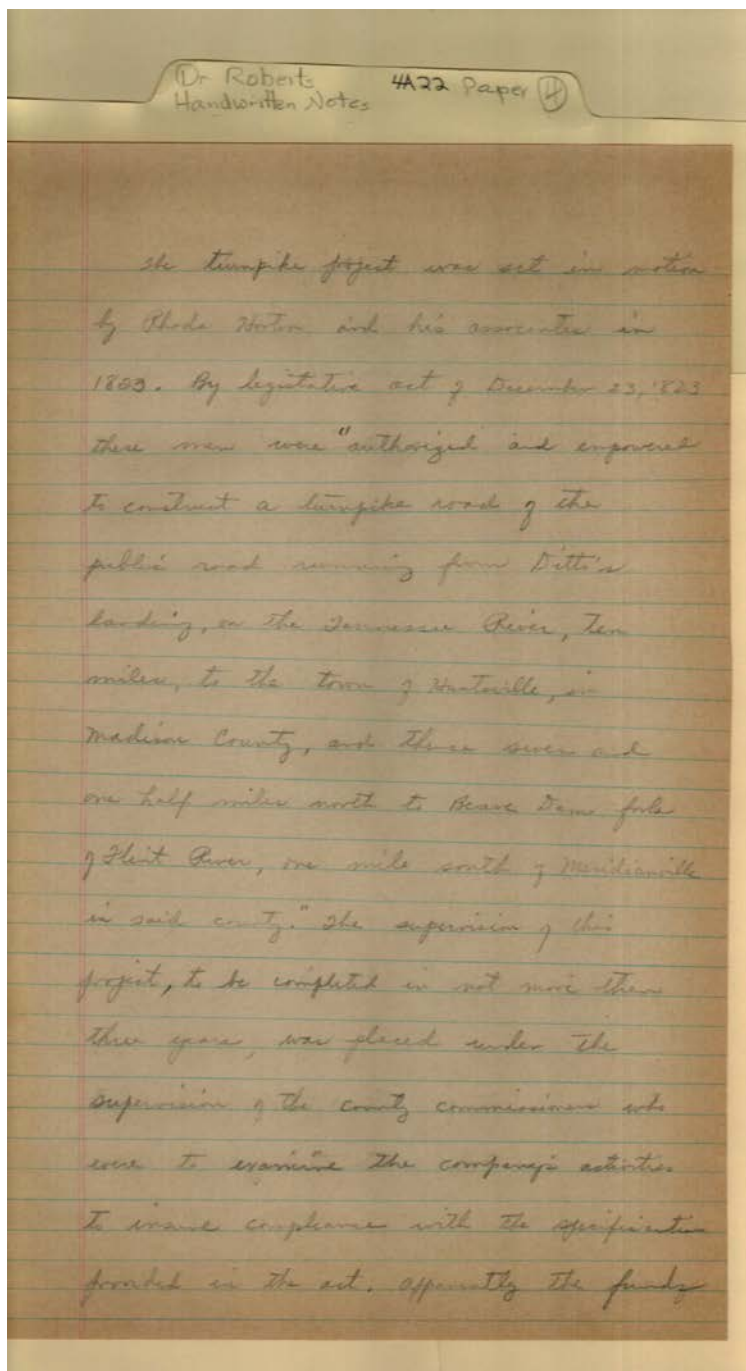 Dr Roberts 4A22 Paper 4
Handwritten Notes
The turnpike project was set in motion
by Rhoda Horton and his associates in
1823. By legislative act of December 23, 1823
these men were "authorized and empowered
to construct a turnpike road of the
public road running from Ditto's
landing, on the Tennessee River, ten
miles, to the town of Huntsville, in
Madison County, and thence seven and
one half miles north to Beave Dam fork
of Flint River, one mile south of Meridianville
in said county." The supervision of this
project, to be completed in not more than
three years, was placed under the
supervision of the county commissioners who
were to examine the company's activities
to insure compliance with the specification
provided in the act. Apparently the funds